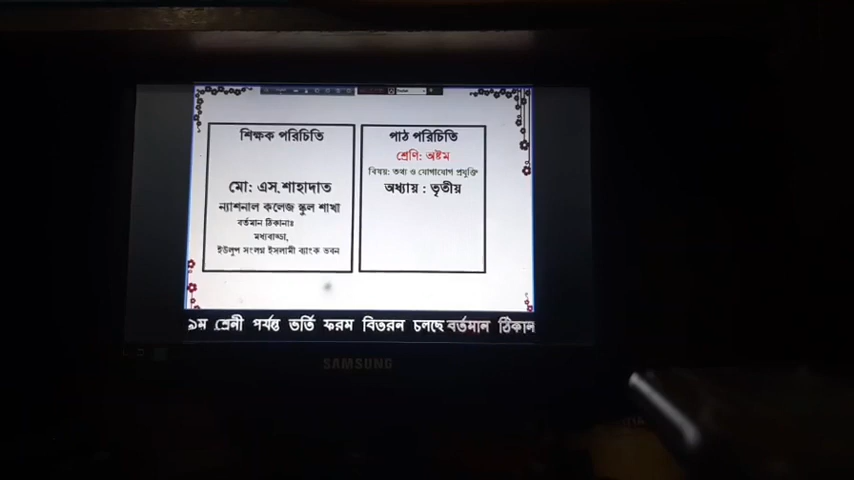 শিক্ষক পরিচিতি
মো: এস.শাহাদাত
ন্যাশনাল কলেজ স্কুল শাখা
বর্তমান ঠিকানাঃ
মধ্যবাড্ডা,
ইউলুপ সংলগ্ন ইসলামী ব্যাংক ভবন
পাঠ পরিচিতি
শ্রেণি: অষ্টম
বিষয়: তথ্য ও যোগাযোগ প্রযুক্তি
অধ্যায় : তৃতীয়
৯ম শ্রেনী পর্যন্ত ভর্তি ফরম বিতরন চলছে বর্তমান ঠিকান
SAMSUNG